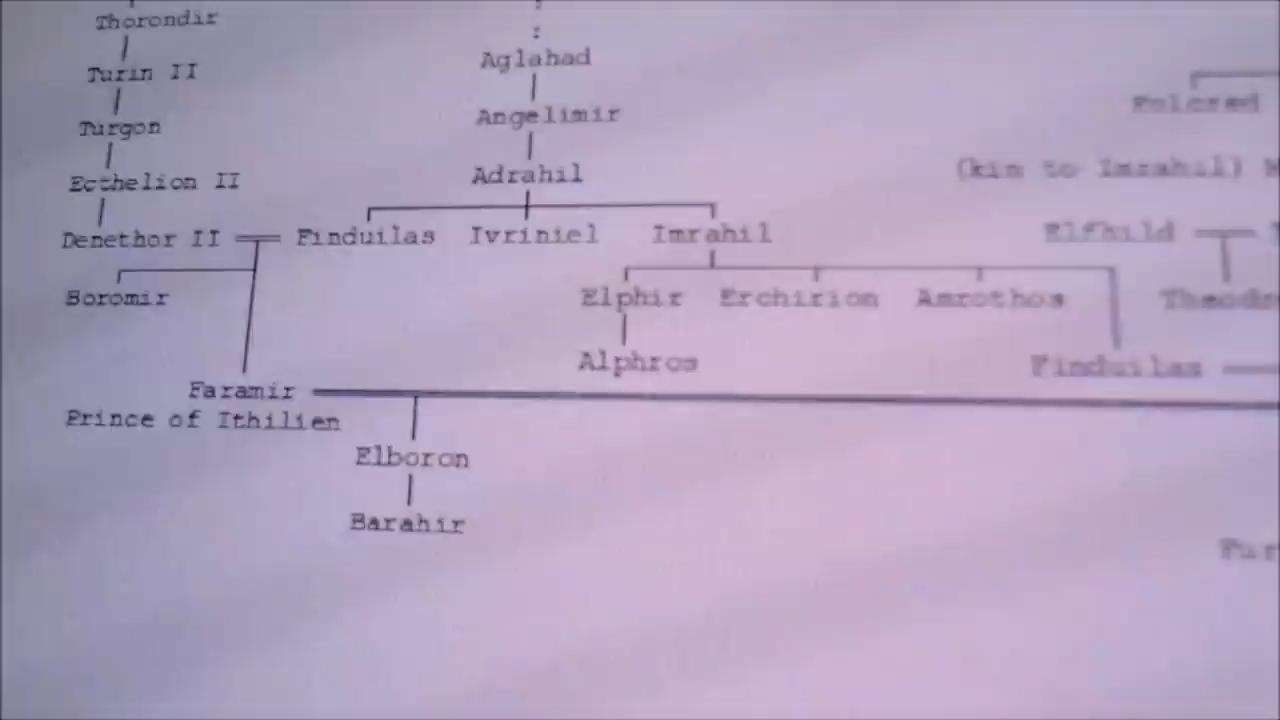 Thorondir
Aglahad
Turin II
Angelimir
Turgon
Adrahil
Ecthelion II
(kin to Imrahil)
Denethor II Finduilas Ivriniel Imrahil Elfhild
Boromir Elphir Erchirion Amrothos
Alphros Finduilas
Faramir
Prince of Ithilien
Elboron
Barahir